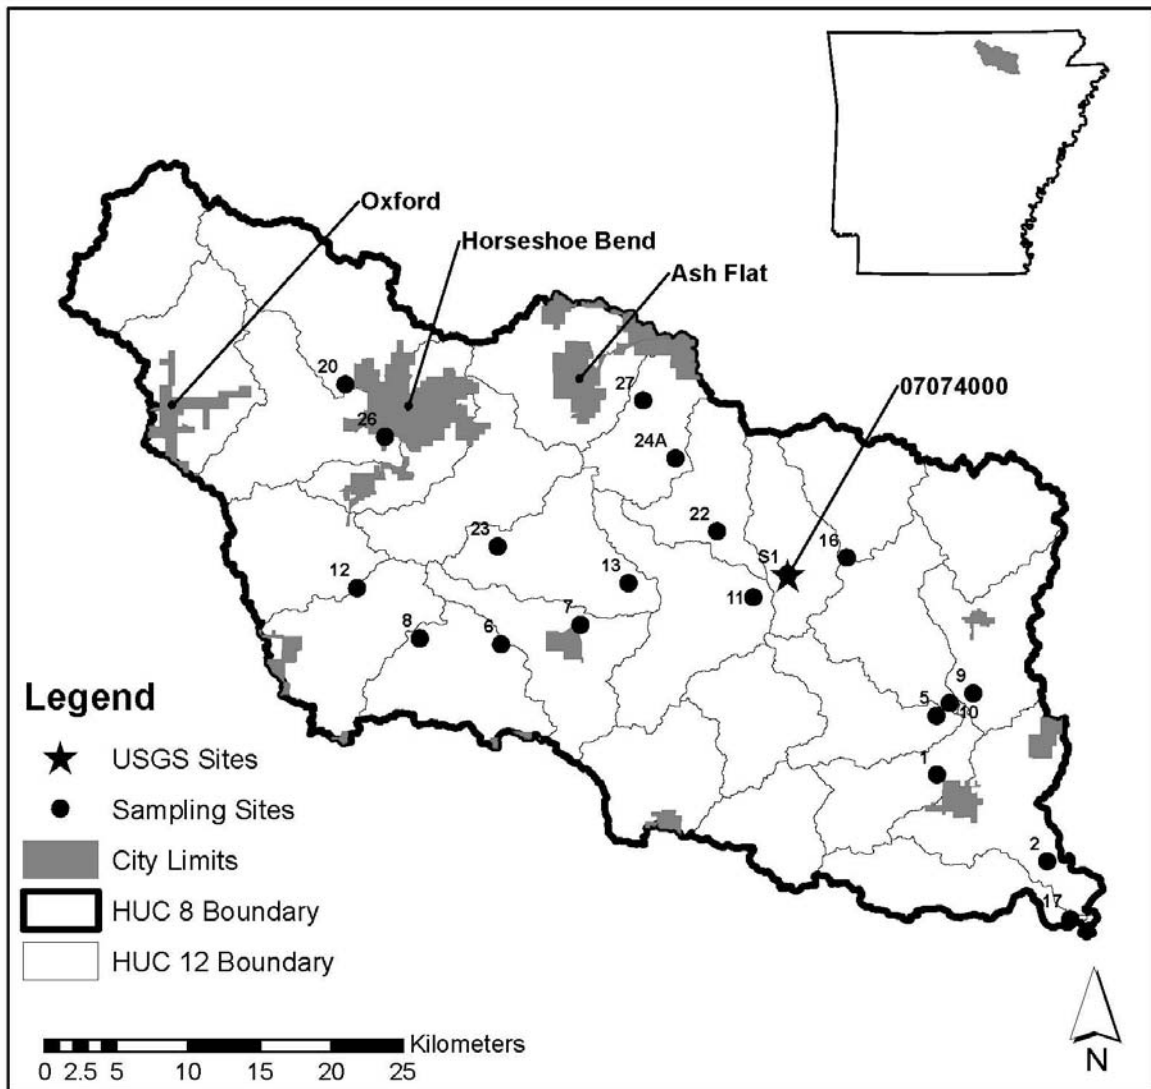 Oxford
Horseshoe Bend
Ash Flat
20
27
07074000
26
24A
22
23
S1
16
12
13
11
7
8
6
9
5
10
1
2
17
Legend
USGS Sites
Sampling Sites
City Limits
HUC 8 Boundary
HUC 12 Boundary
Kilometers
0 2.5 5 10 15 20 25
N